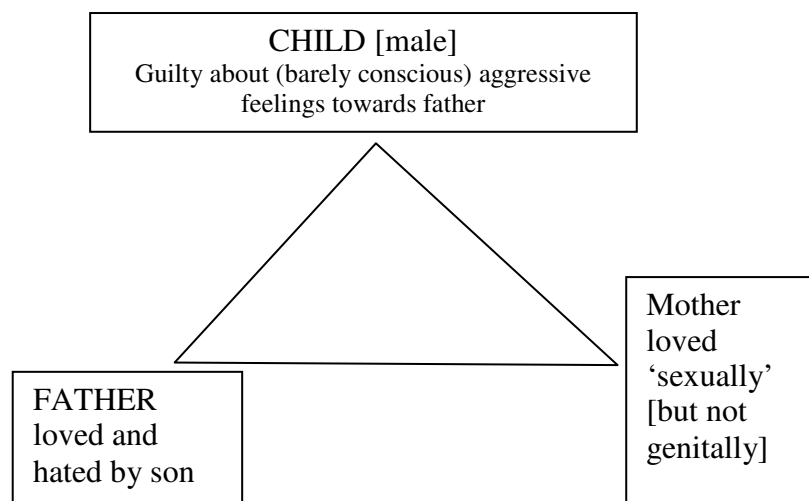 CHILD [male]
Guilty about (barely conscious) aggressive
feelings towards father
Mother
loved
‘sexually’
[but not
genitally]
FATHER
loved and
hated by son